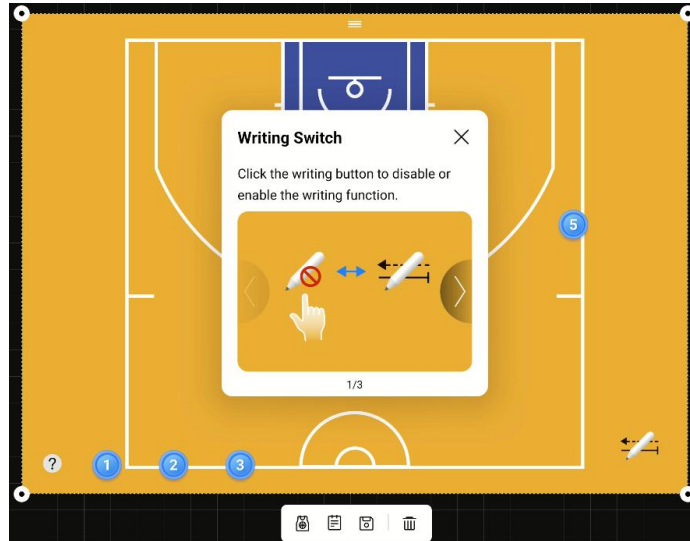 Writing Switch
Click the writing button to disable or
enable the writing function.
5
1/3
?
1
2
3